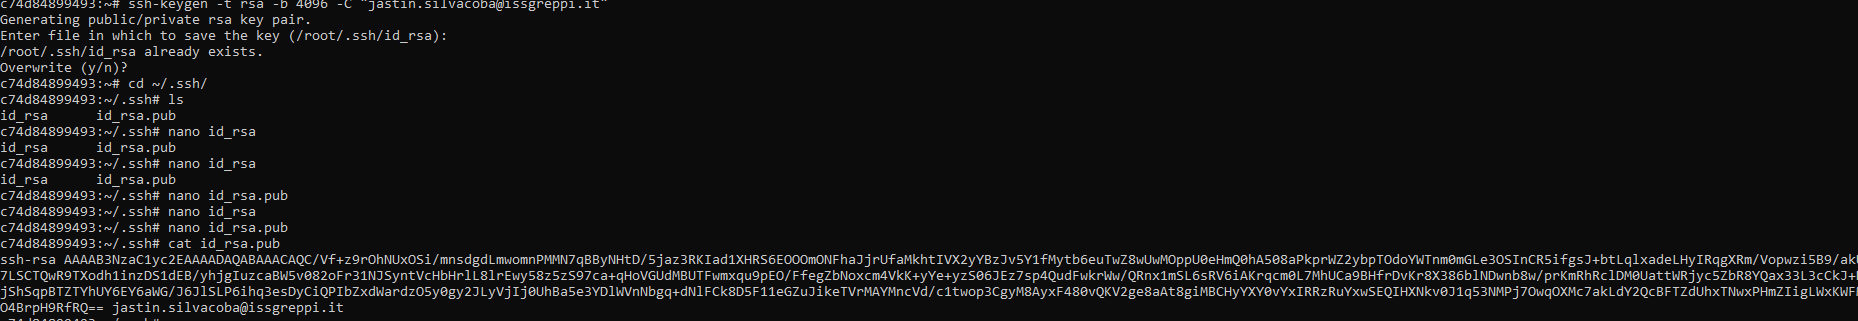 c74d84899493:~# ssh-keygen -t rsa -b 4096 -C "jastin.silvacoba@issgreppi.it"
Generating public/private rsa key pair.
Enter file in which to save the key (/root/.ssh/id_rsa):
/root/.ssh/id_rsa already exists.
Overwrite (y/n)?
c74d84899493:~# cd ~/.ssh/
c74d84899493:~/.ssh# ls
id_rsa      id_rsa.pub
c74d84899493:~/.ssh# nano id_rsa
id_rsa      id_rsa.pub
c74d84899493:~/.ssh# nano id_rsa
id_rsa      id_rsa.pub
c74d84899493:~/.ssh# nano id_rsa.pub
c74d84899493:~/.ssh# nano id_rsa
c74d84899493:~/.ssh# nano id_rsa.pub
c74d84899493:~/.ssh# cat id_rsa.pub
ssh-rsa AAAAB3NzaC1yc2EAAAADAQABAAACAQC/Vf+z9rOhNUxOSi/mnsdgdLmwomnPMMN7qBByNHtD/5jaz3RKIad1XHRS6EOOOmONFhaJjrUfaMkhtIVX2yYBzJv5Y1fMytb6euTwZ8wUwMOppU0eHmQ0hA508aPkprWZ2ybpTOdoYWTnm0mGLe3OSInCR5ifgsJ+btLqlxadeLHyIRqgXRm/Vopwzi5B9/akU
7LSCTQwR9TXodh1inzDS1dEB/yhjgIuzcaBW5v082oFr31NJSyntVcHbHrlL8lrEwy58z5zS97ca+qHoVGUdMBUTFwmxqu9pEO/FfegZbNoxcm4VkK+yYe+yzS06JEz7sp4QudFwkrWw/QRnx1mSL6sRV6iAKrqcm0L7MhUCa9BHfrDvKr8X386blNDwnb8w/prKmRhRclDM0UattWRjyc5ZbR8YQax33L3cCkJ+
jShSqpBTZTYhUY6EY6aWG/J6JlSLP6ihq3esDyCiQPIbZxdWardzO5y0gy2JLyVjIj0UhBa5e3YDlWVnNbgq+dNlFCk8D5F11eGZuJikeTVrMAYMncVd/c1twop3CgyM8AyxF480vQKV2ge8aAt8giMBCHyYXY0vYxIRRzRuYxwSEQIHXNkv0J1q53NMPj7OwqOXMc7akLdY2QcBFTZdUhxTNwxPHmZIigLWxKWF
O4BrpH9RfRQ== jastin.silvacoba@issgreppi.it